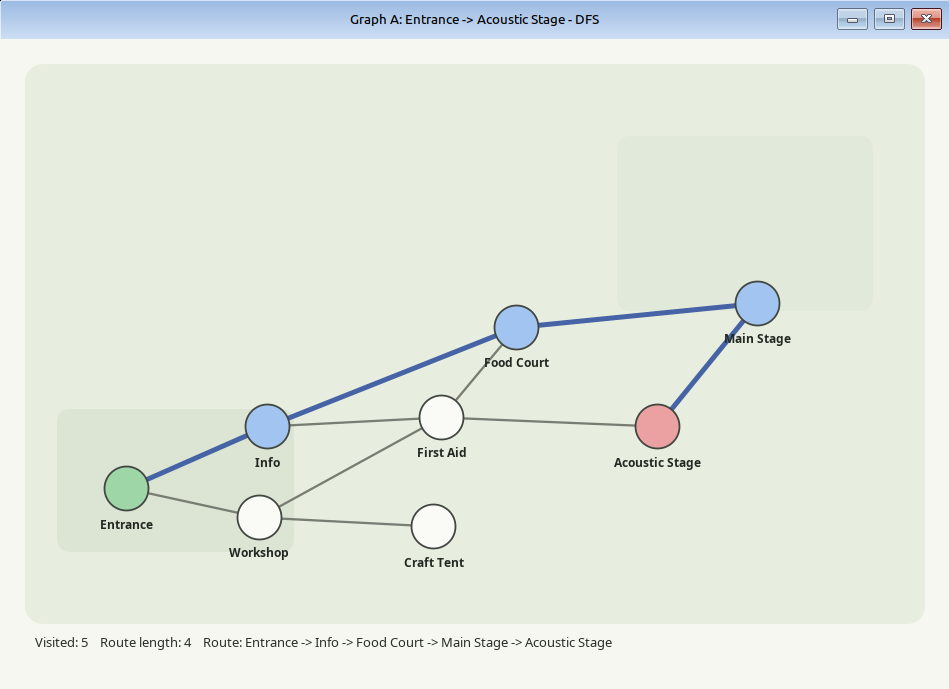 Graph A: Entrance -> Acoustic Stage - DFS
Main Stage
Food Court
First Aid
Info
Acoustic Stage
Entrance
Workshop
Craft Tent
Visited: 5 Route length: 4 Route: Entrance -> Info -> Food Court -> Main Stage -> Acoustic Stage